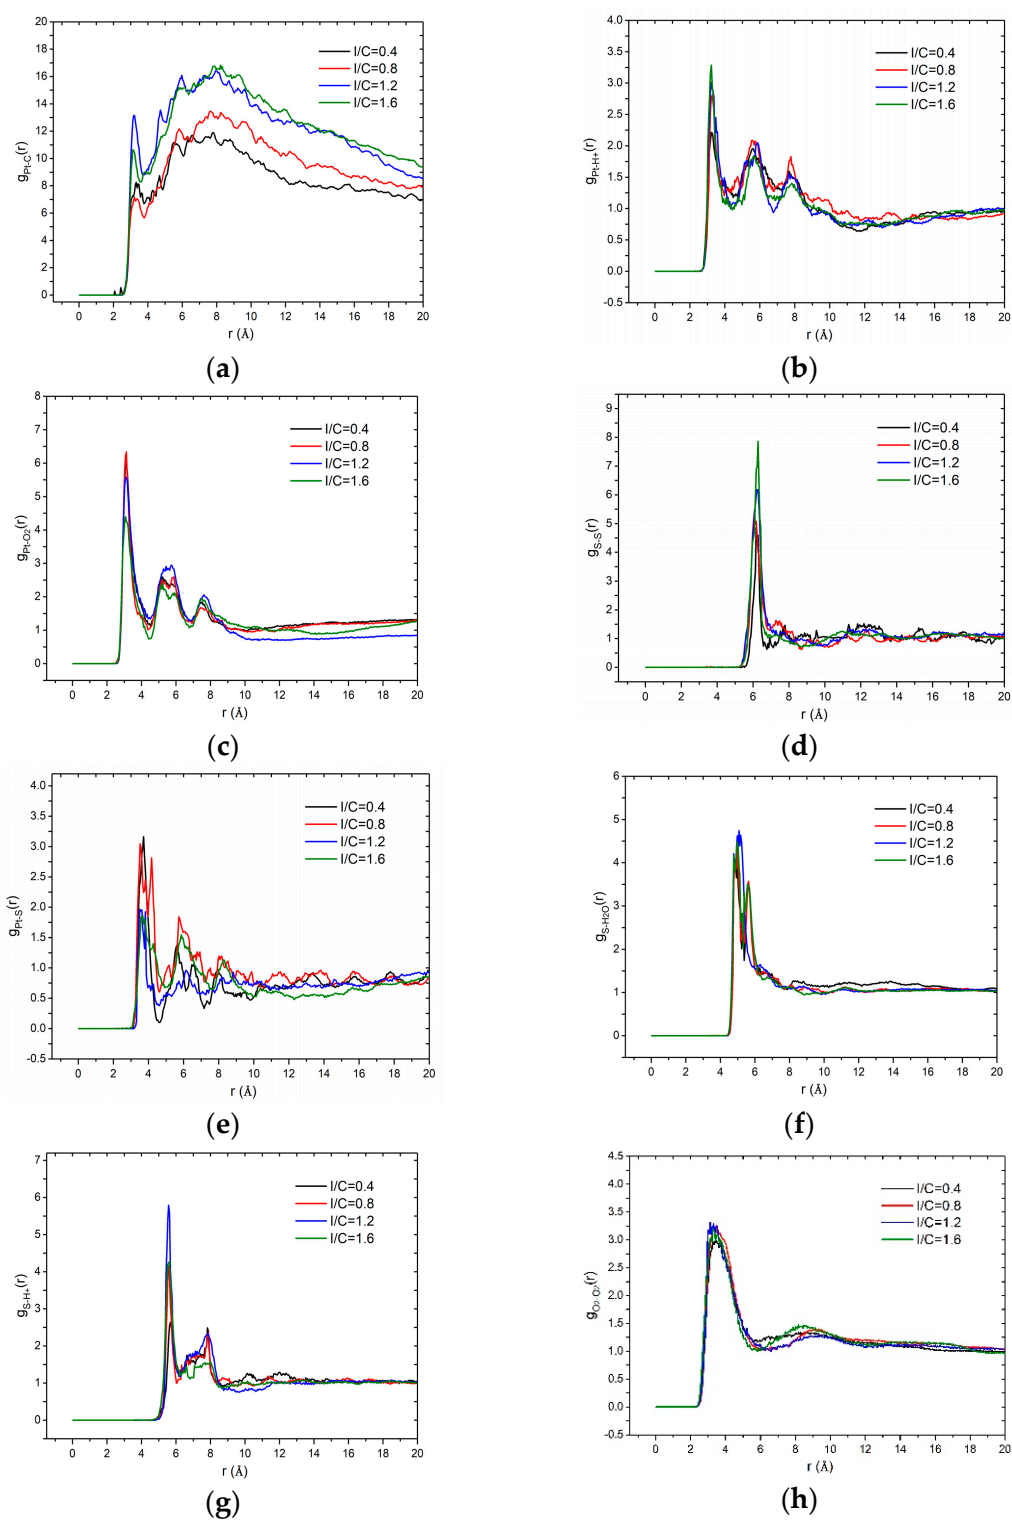 20
18
16
14
12
10
8
6
4
2
0
g_Pt-C(r)
I/C=0.4
I/C=0.8
I/C=1.2
I/C=1.6
0 2 4 6 8 10 12 14 16 18 20
r (Å)
(a)
4.0
3.5
3.0
2.5
2.0
1.5
1.0
0.5
0.0
-0.5
g_Pt-H+(r)
I/C=0.4
I/C=0.8
I/C=1.2
I/C=1.6
0 2 4 6 8 10 12 14 16 18 20
r (Å)
(b)
8
7
6
5
4
3
2
1
0
g_Pt-O2(r)
I/C=0.4
I/C=0.8
I/C=1.2
I/C=1.6
0 2 4 6 8 10 12 14 16 18 20
r (Å)
(c)
9
8
7
6
5
4
3
2
1
0
g_S-S(r)
I/C=0.4
I/C=0.8
I/C=1.2
I/C=1.6
0 2 4 6 8 10 12 14 16 18 20
r (Å)
(d)
4.0
3.5
3.0
2.5
2.0
1.5
1.0
0.5
0.0
-0.5
g_Pt-S(r)
I/C=0.4
I/C=0.8
I/C=1.2
I/C=1.6
0 2 4 6 8 10 12 14 16 18 20
r (Å)
(e)
6
5
4
3
2
1
0
g_S-H2O(r)
I/C=0.4
I/C=0.8
I/C=1.2
I/C=1.6
0 2 4 6 8 10 12 14 16 18 20
r (Å)
(f)
7
6
5
4
3
2
1
0
g_S-H+(r)
I/C=0.4
I/C=0.8
I/C=1.2
I/C=1.6
0 2 4 6 8 10 12 14 16 18 20
r (Å)
(g)
4.5
4.0
3.5
3.0
2.5
2.0
1.5
1.0
0.5
0.0
-0.5
g_O2-O2(r)
I/C=0.4
I/C=0.8
I/C=1.2
I/C=1.6
0 2 4 6 8 10 12 14 16 18 20
r (Å)
(h)